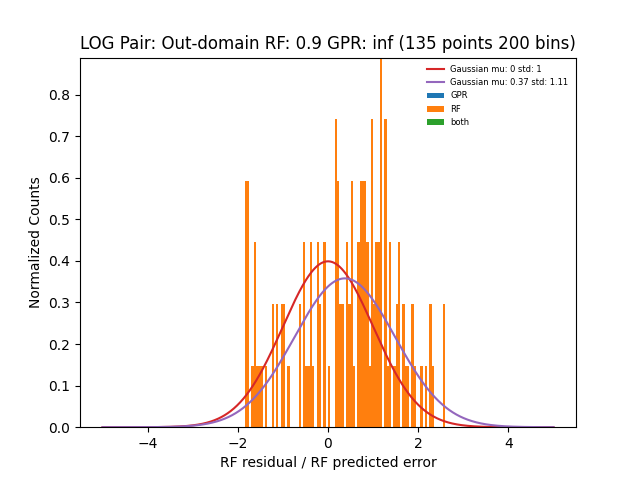 LOG Pair: Out-domain RF: 0.9 GPR: inf (135 points 200 bins)
Gaussian mu: 0 std: 1
Gaussian mu: 0.37 std: 1.11
GPR
RF
both
Normalized Counts
0.8
0.7
0.6
0.5
0.4
0.3
0.2
0.1
0.0
−4 −2 0 2 4
RF residual / RF predicted error